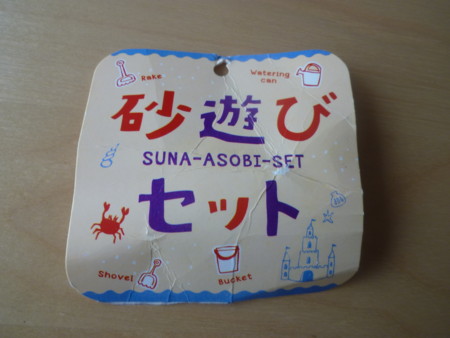 Rake
Watering can
砂遊び
SUNA-ASOBI-SET
セット
Shovel
Bucket